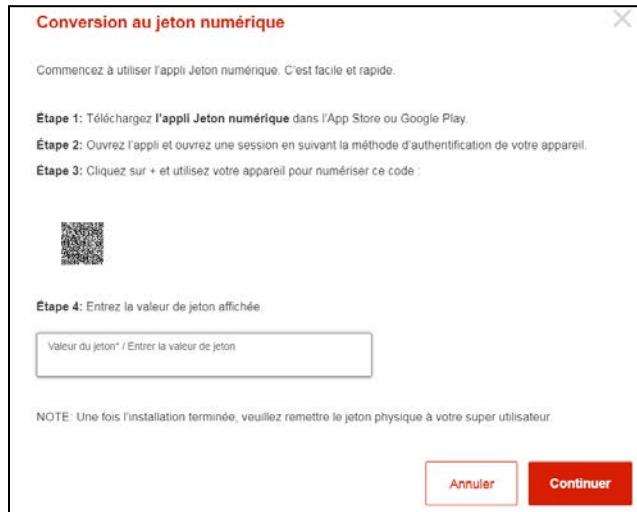 Conversion au jeton numérique
Commencez à utiliser l'appli Jeton numérique. C'est facile et rapide.
Étape 1: Téléchargez l'appli Jeton numérique dans l'App Store ou Google Play.
Étape 2: Ouvrez l'appli et ouvrez une session en suivant la méthode d'authentification de votre appareil.
Étape 3: Cliquez sur + et utilisez votre appareil pour numériser ce code :
Étape 4: Entrez la valeur de jeton affichée.
Valeur du jeton* / Entrer la valeur de jeton
NOTE: Une fois l'installation terminée, veuillez remettre le jeton physique à votre super utilisateur.
Annuler
Continuer